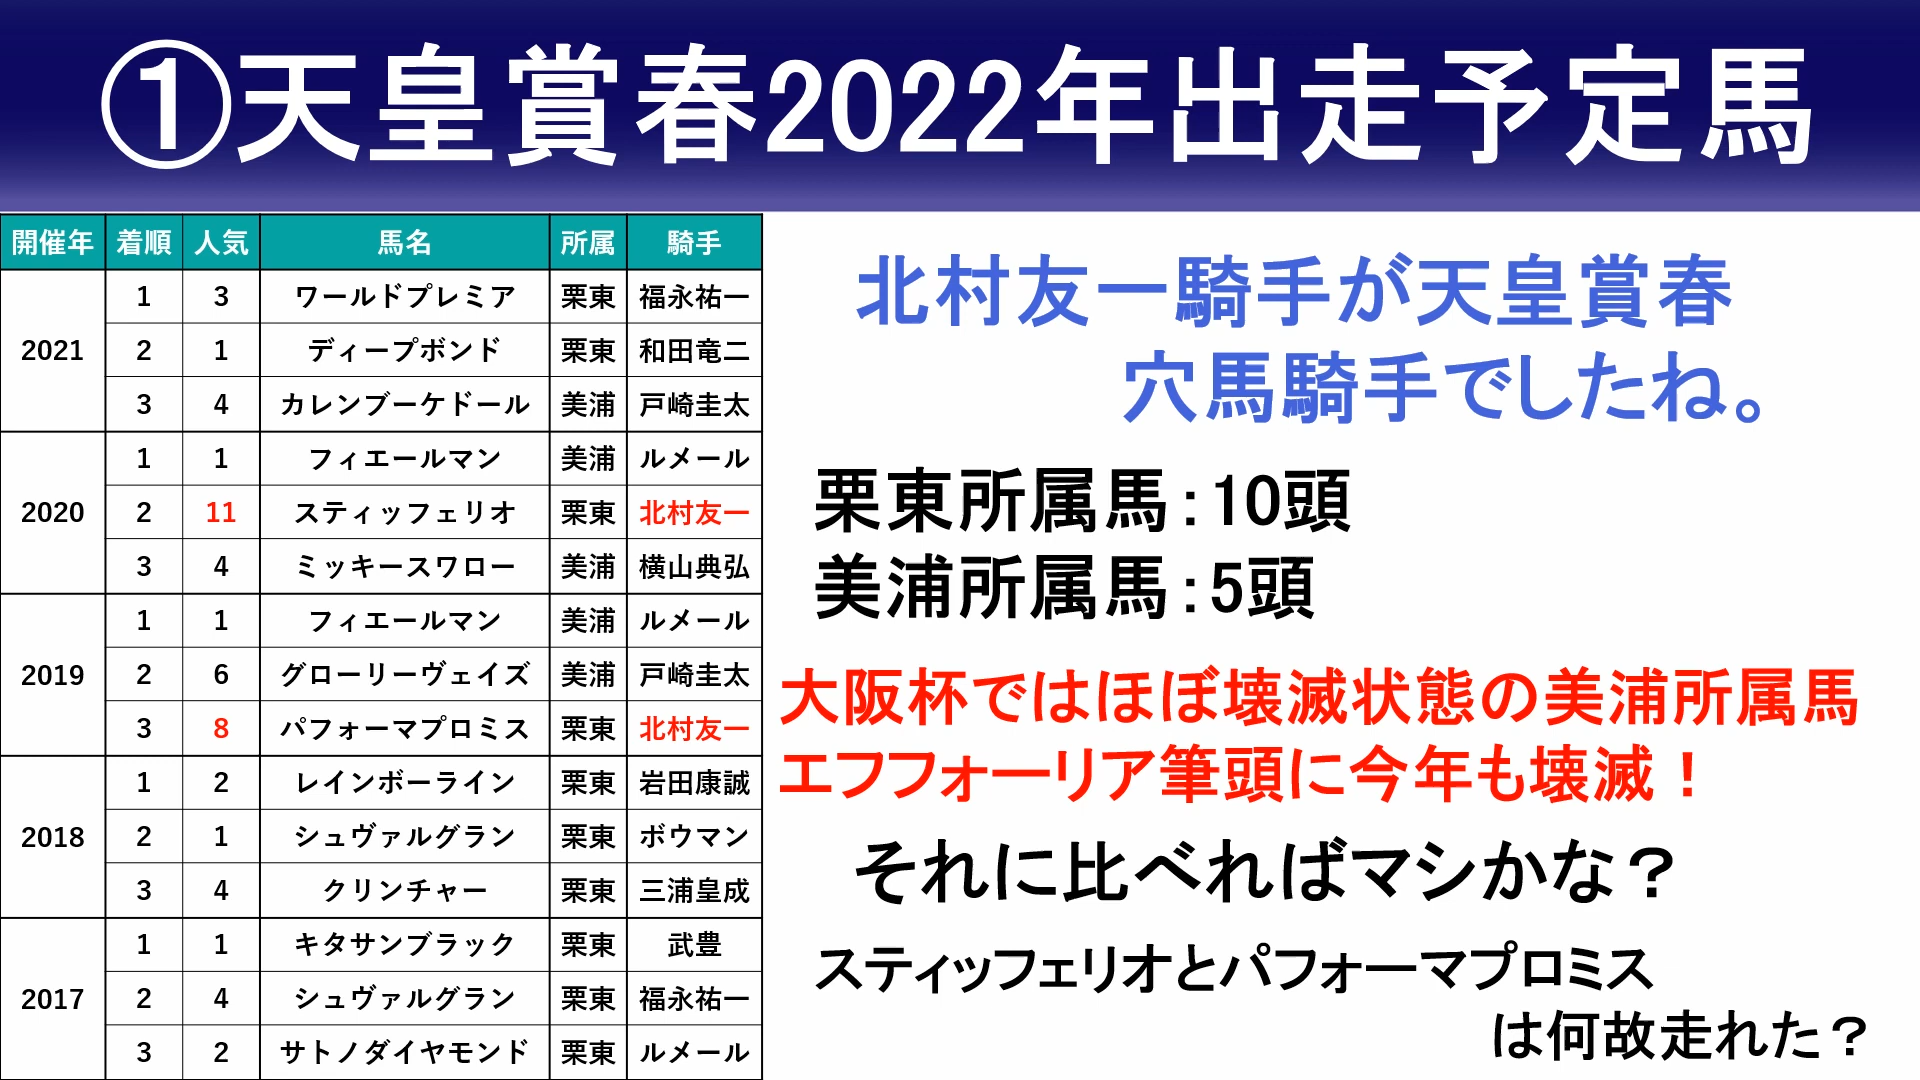 ①天皇賞春2022年出走予定馬
開催年 着順 人気 馬名 所属 騎手
2021 1 3 ワールドプレミア 栗東 福永祐一
2 1 ディープボンド 栗東 和田竜二
3 4 カレンブーケドール 美浦 戸崎圭太
2020 1 1 フィエールマン 美浦 ルメール
2 11 スティッフェリオ 栗東 北村友一
3 4 ミッキースワロー 美浦 横山典弘
2019 1 1 フィエールマン 美浦 ルメール
2 6 グローリーヴェイズ 美浦 戸崎圭太
3 8 パフォーマプロミス 栗東 北村友一
2018 1 2 レインボーライン 栗東 岩田康誠
2 1 シュヴァルグラン 栗東 ボウマン
3 4 クリンチャー 栗東 三浦皇成
2017 1 1 キタサンブラック 栗東 武豊
2 4 シュヴァルグラン 栗東 福永祐一
3 2 サトノダイヤモンド 栗東 ルメール
北村友一騎手が天皇賞春
穴馬騎手でしたね。
栗東所属馬：10頭
美浦所属馬：5頭
大阪杯ではほぼ壊滅状態の美浦所属馬
エフフォーリア筆頭に今年も壊滅！
それに比べればマシかな？
スティッフェリオとパフォーマプロミス
は何故走れた？